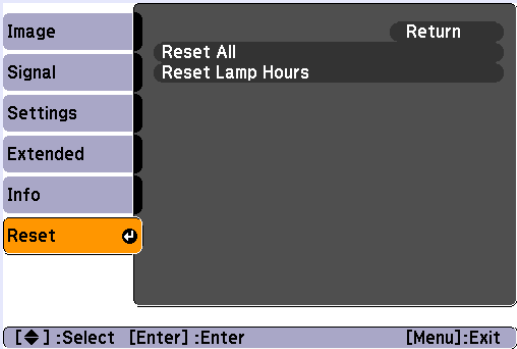 Image
Signal
Settings
Extended
Info
Reset
Return
Reset All
Reset Lamp Hours
[◆] :Select [Enter] :Enter [Menu]:Exit